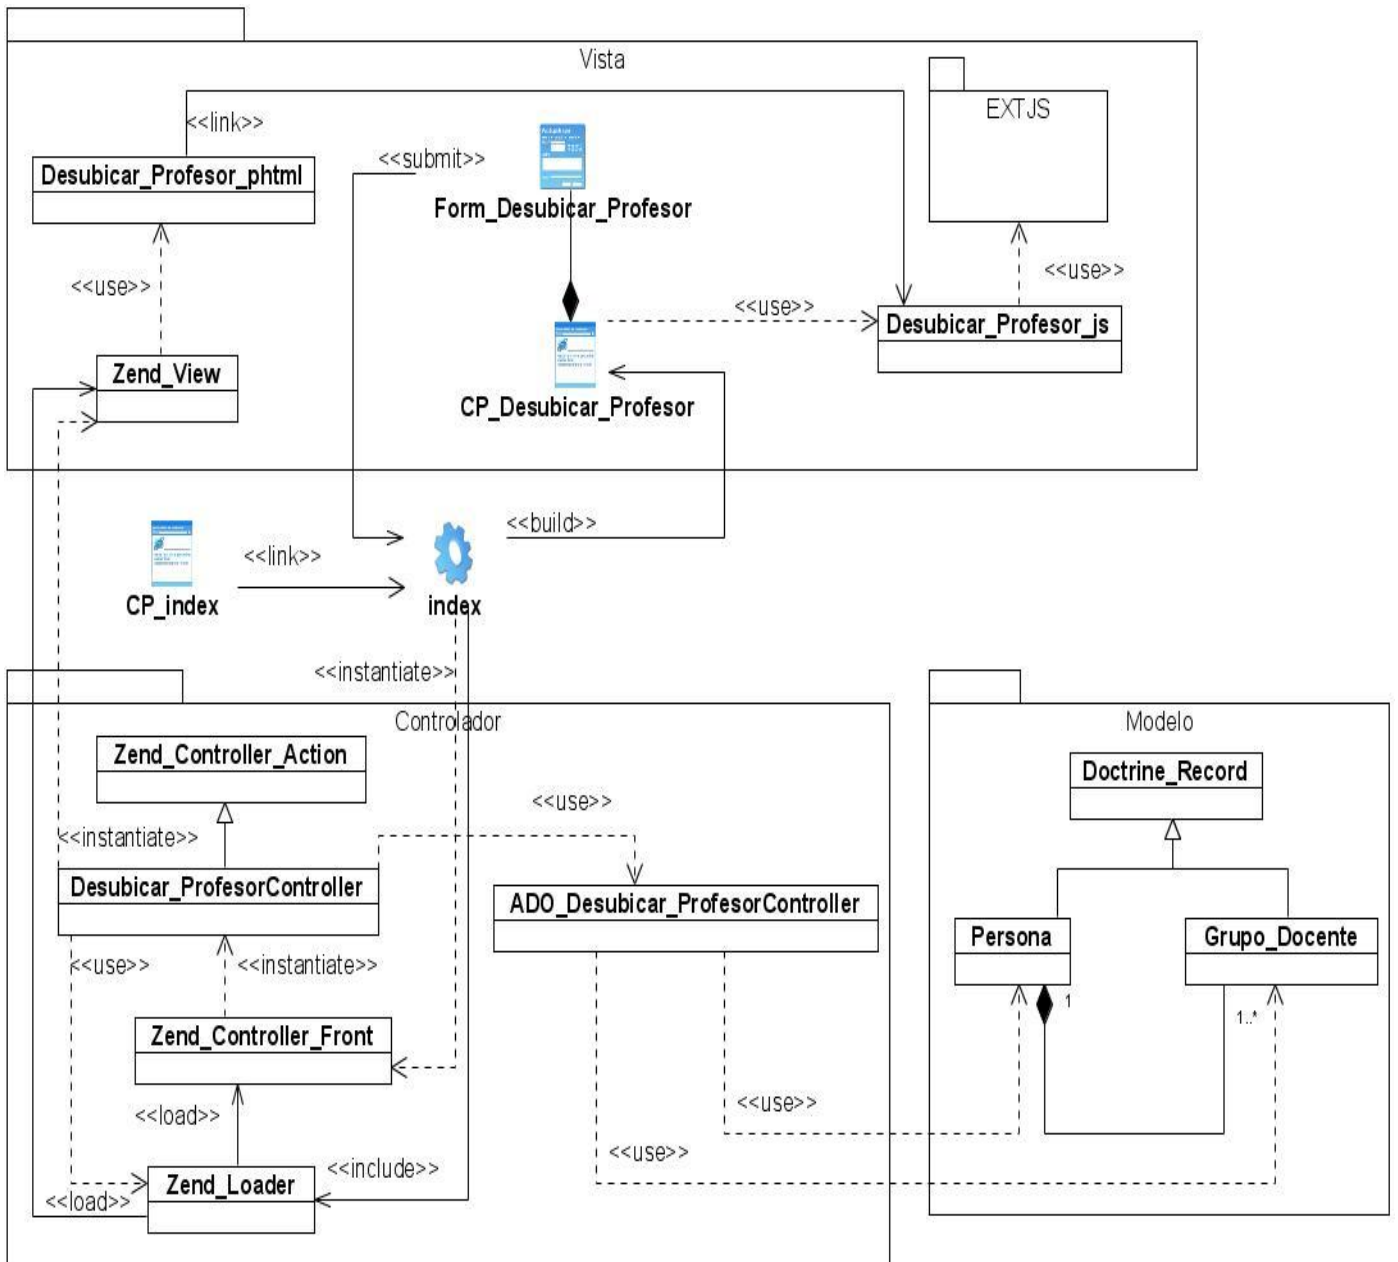 Vista
EXTJS
<<link>>
<<submit>>
Desubicar_Profesor_phtml
Form_Desubicar_Profesor
<<use>>
<<use>>
<<use>>
Desubicar_Profesor_js
Zend_View
CP_Desubicar_Profesor
<<build>>
<<link>>
CP_index
index
<<instantiate>>
Controlador
Modelo
Zend_Controller_Action
Doctrine_Record
<<use>>
<<instantiate>>
Desubicar_ProfesorController
ADO_Desubicar_ProfesorController
Persona
Grupo_Docente
<<use>>
<<instantiate>>
1
1..*
Zend_Controller_Front
<<load>>
<<use>>
<<use>>
<<include>>
Zend_Loader
<<load>>